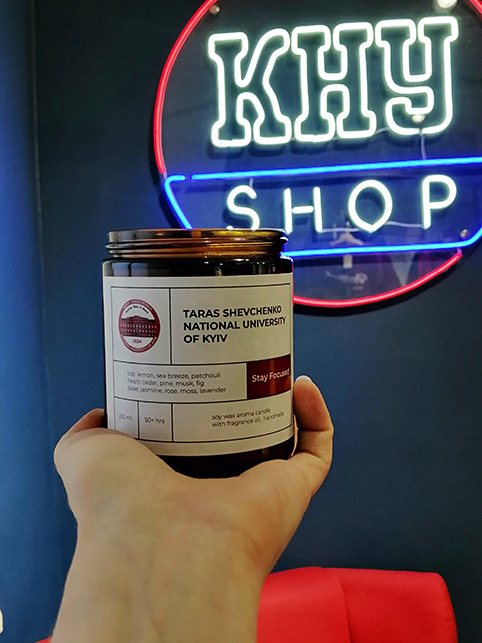 КНУ
SHOP
TARAS SHEVCHENKO
NATIONAL UNIVERSITY
OF KYIV
1834
Stay Focused
top: lemon, sea breeze, patchouli
heart: cedar, pine, musk, fig
base: jasmine, rose, moss, lavender
250 ml
50+ hrs
soy wax aroma candle
with fragrance oil, handmade